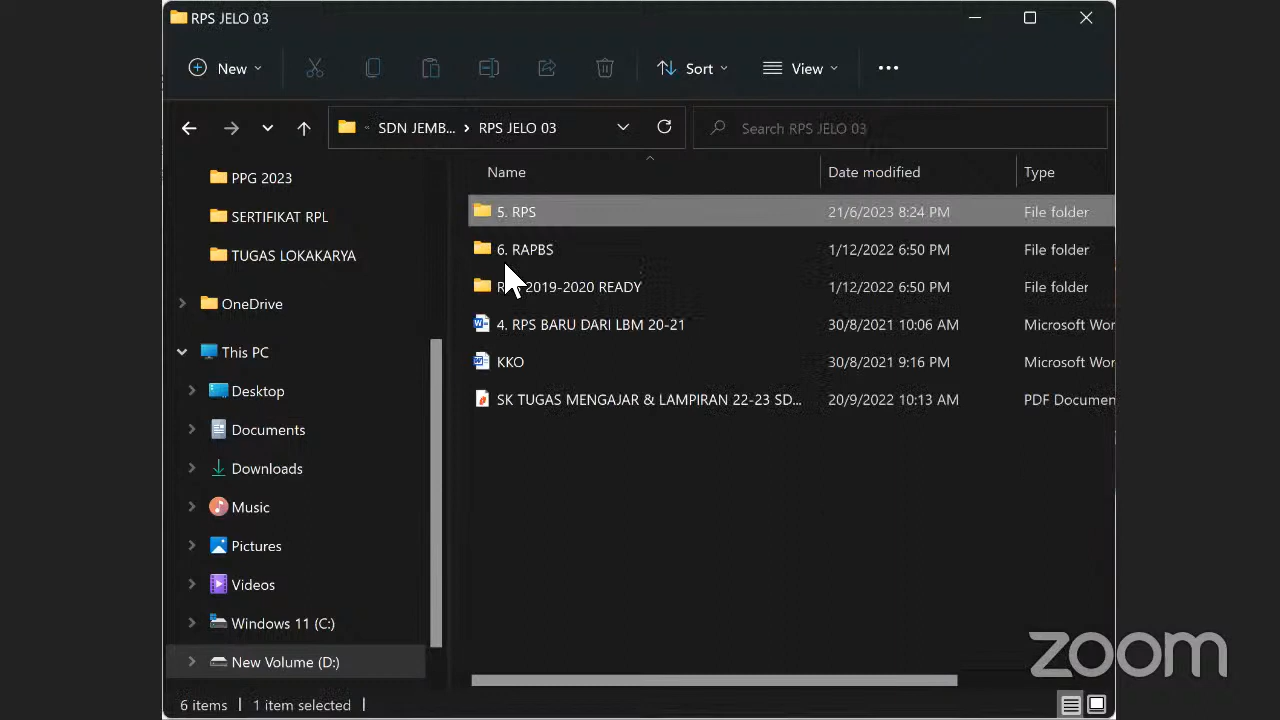 RPS JELO 03
New
Sort
View
SDN JEMB... > RPS JELO 03
Search RPS JELO 03
PPG 2023
SERTIFIKAT RPL
TUGAS LOKAKARYA
OneDrive
This PC
Desktop
Documents
Downloads
Music
Pictures
Videos
Windows 11 (C:)
New Volume (D:)
Name Date modified Type
5. RPS 21/6/2023 8:24 PM File folder
6. RAPBS 1/12/2022 6:50 PM File folder
2019-2020 READY 1/12/2022 6:50 PM File folder
4. RPS BARU DARI LBM 20-21 30/8/2021 10:06 AM Microsoft Wor
KKO 30/8/2021 9:16 PM Microsoft Wor
SK TUGAS MENGAJAR & LAMPIRAN 22-23 SD... 20/9/2022 10:13 AM PDF Documen
6 items 1 item selected
zoom